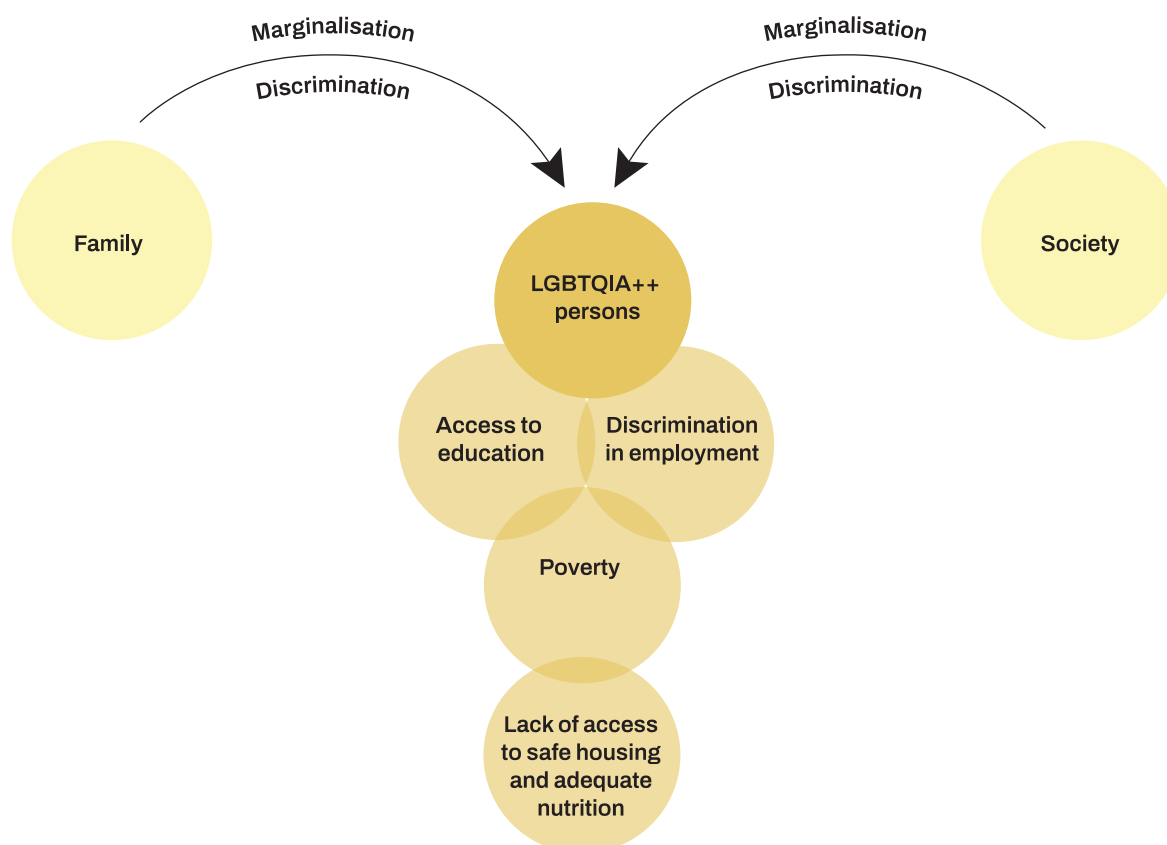 Marginalisation
Discrimination
Marginalisation
Discrimination
Family
Society
LGBTQIA++
persons
Access to
education
Discrimination
in employment
Poverty
Lack of access
to safe housing
and adequate
nutrition